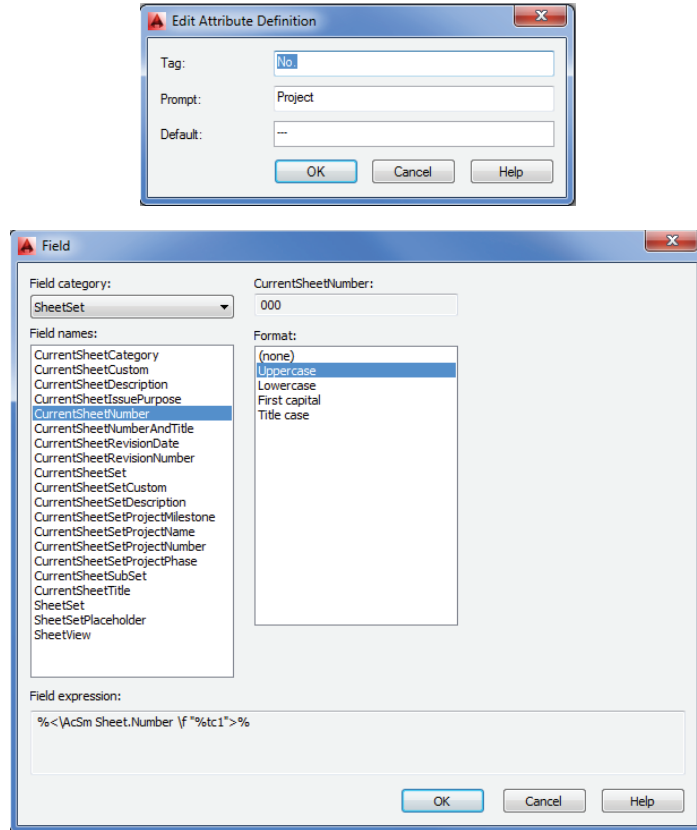 Edit Attribute Definition
Tag:
No.
Prompt:
Project
Default:
---
OK
Cancel
Help
Field
Field category:
SheetSet
Field names:
CurrentSheetCategory
CurrentSheetCustom
CurrentSheetDescription
CurrentSheetIssuePurpose
CurrentSheetNumber
CurrentSheetNumberAndTitle
CurrentSheetRevisionDate
CurrentSheetRevisionNumber
CurrentSheetSet
CurrentSheetSetCustom
CurrentSheetSetDescription
CurrentSheetSetProjectMilestone
CurrentSheetSetProjectName
CurrentSheetSetProjectNumber
CurrentSheetSetProjectPhase
CurrentSheetSubSet
CurrentSheetTitle
SheetSet
SheetSetPlaceholder
SheetView
CurrentSheetNumber:
000
Format:
(none)
Uppercase
Lowercase
First capital
Title case
Field expression:
%<\AcSm Sheet.Number \f "%tc1">%
OK
Cancel
Help